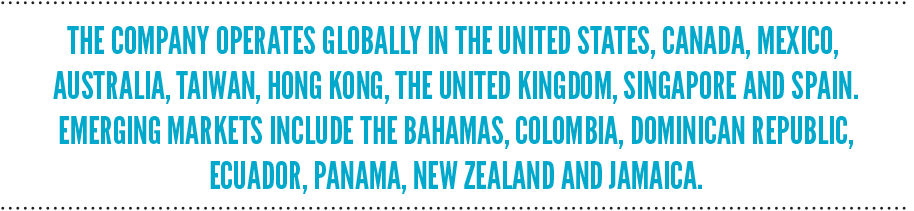 THE COMPANY OPERATES GLOBALLY IN THE UNITED STATES, CANADA, MEXICO,
AUSTRALIA, TAIWAN, HONG KONG, THE UNITED KINGDOM, SINGAPORE AND SPAIN.
EMERGING MARKETS INCLUDE THE BAHAMAS, COLOMBIA, DOMINICAN REPUBLIC,
ECUADOR, PANAMA, NEW ZEALAND AND JAMAICA.